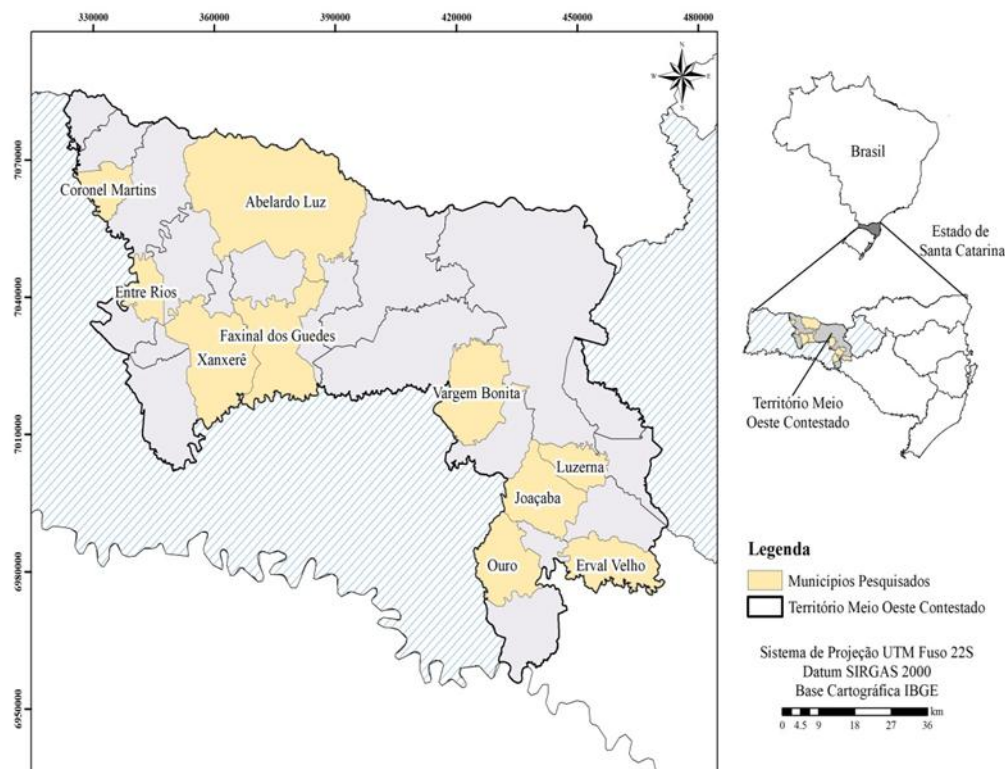 330000
360000
390000
420000
450000
480000
7070000
7040000
7010000
6980000
6950000
N
W
E
S
Coronel Martins
Abelardo Luz
Entre Rios
Faxinal dos Guedes
Xanxerê
Vargem Bonita
Luzerna
Joaçaba
Ouro
Erval Velho
Brasil
Estado de
Santa Catarina
Território Meio
Oeste Contestado
Legenda
Municípios Pesquisados
Território Meio Oeste Contestado
Sistema de Projeção UTM Fuso 22S
Datum SIRGAS 2000
Base Cartográfica IBGE
km
0 4.5 9 18 27 36